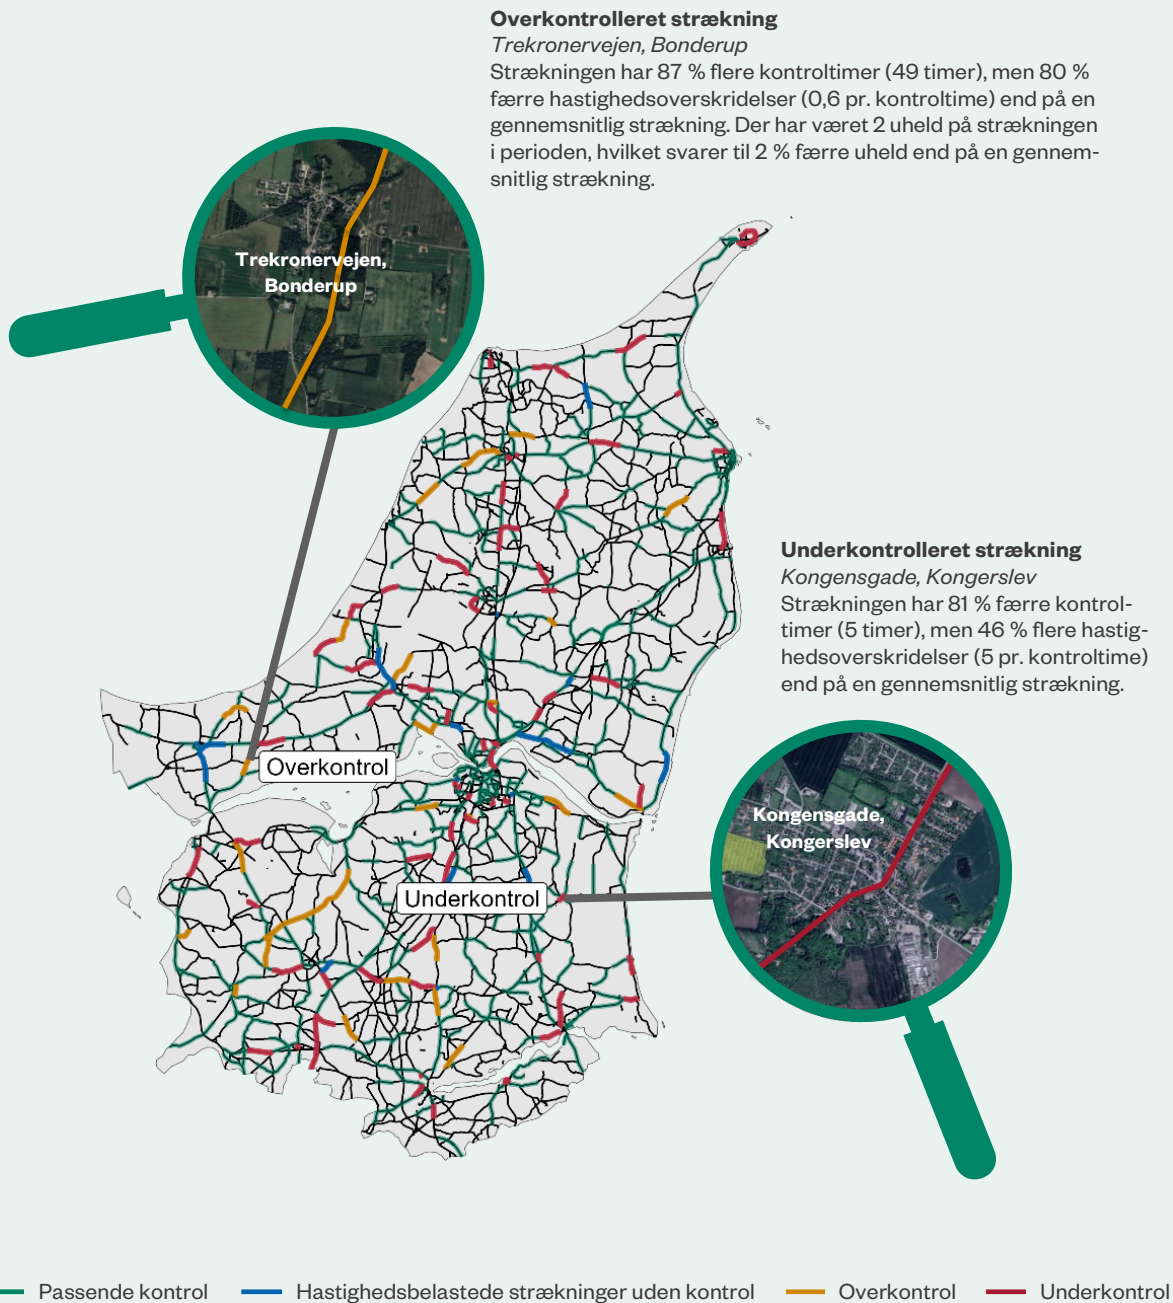 Overkontrolleret strækning
Trekronervejen, Bonderup
Strækningen har 87 % flere kontroltimer (49 timer), men 80 %
færre hastighedsoverskridelser (0,6 pr. kontroltime) end på en
gennemsnitlig strækning. Der har været 2 uheld på strækningen
i perioden, hvilket svarer til 2 % færre uheld end på en gennem-
snitlig strækning.
Trekronervejen,
Bonderup
Underkontrolleret strækning
Kongensgade, Kongerslev
Strækningen har 81 % færre kontrol-
timer (5 timer), men 46 % flere hastig-
hedsoverskridelser (5 pr. kontroltime)
end på en gennemsnitlig strækning.
Overkontrol
Kongensgade,
Kongerslev
Underkontrol
Passende kontrol
Hastighedsbelastede strækninger uden kontrol
Overkontrol
Underkontrol